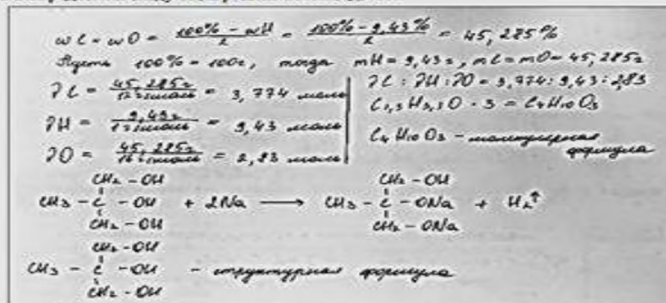 ωC = ωO = (100% - ωH)/2 = (100% - 9,43%)/2 = 45,285%
Пусть 100% = 100г, тогда mH = 9,43г, mC = mO = 45,285г
νC = 45,285г/12г/моль = 3,774 моль
νH = 9,43г/1г/моль = 9,43 моль
νO = 45,285г/16г/моль = 2,83 моль
νC : νH : νO = 3,774 : 9,43 : 2,83
C1,3H3,3O · 3 = C4H10O3
C4H10O3 - молекулярная
формула
CH2 - OH CH2 - OH
CH3 - C - OH + 2Na ⟶ CH3 - C - ONa + H2↑
CH2 - OH CH2 - ONa
CH2 - OH
CH3 - C - OH - структурная формула
CH2 - OH